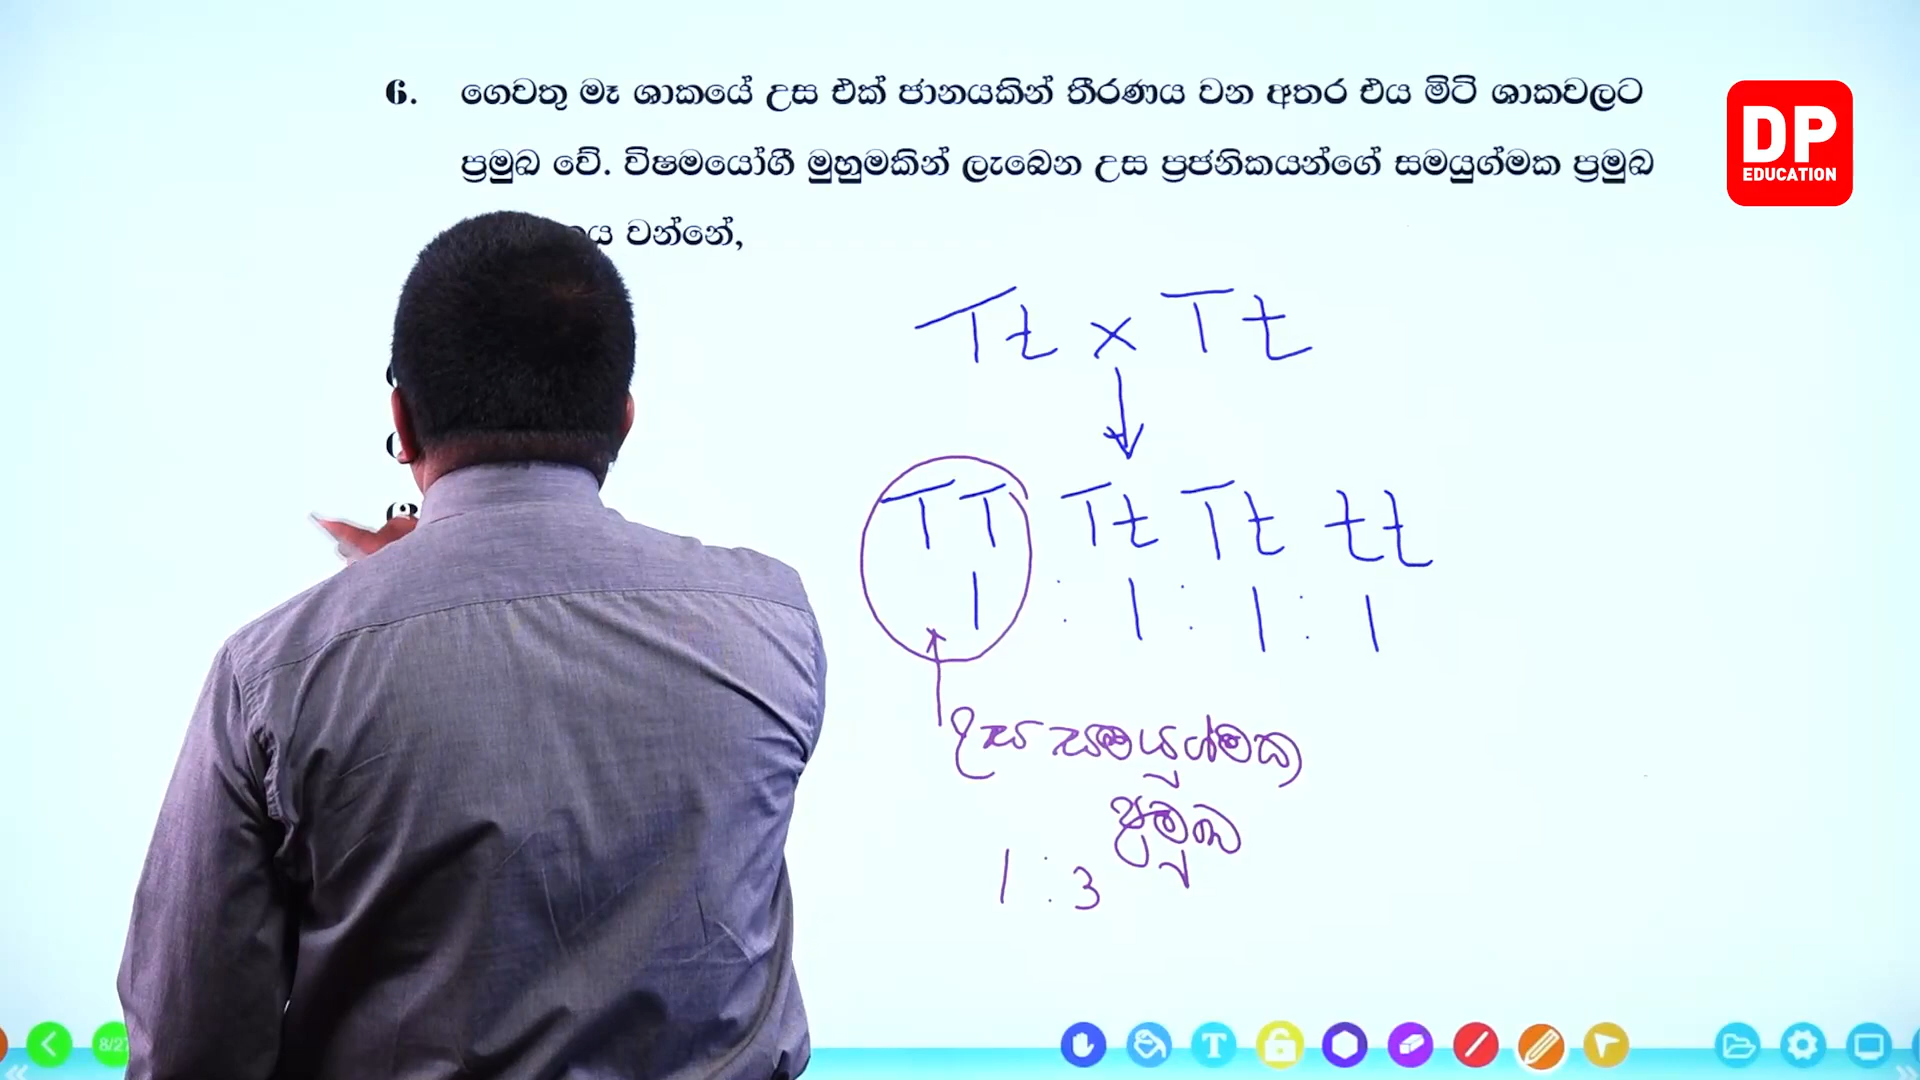 6. ගෙවතු මෑ ශාකයේ උස එක් ජානයකින් තීරණය වන අතර එය මිටි ශාකවලට
ප්‍රමුඛ වේ. විෂමයෝගී මුහුමකින් ලැබෙන උස ප්‍රජනිකයන්ගේ සමයුග්මක ප්‍රමුඛ
වන්නේ,
DP
EDUCATION
Tt × Tt
TT Tt Tt tt
1 : 1 : 1 : 1
උස සමයුග්මක
ප්‍රමුඛ
1 : 3
T